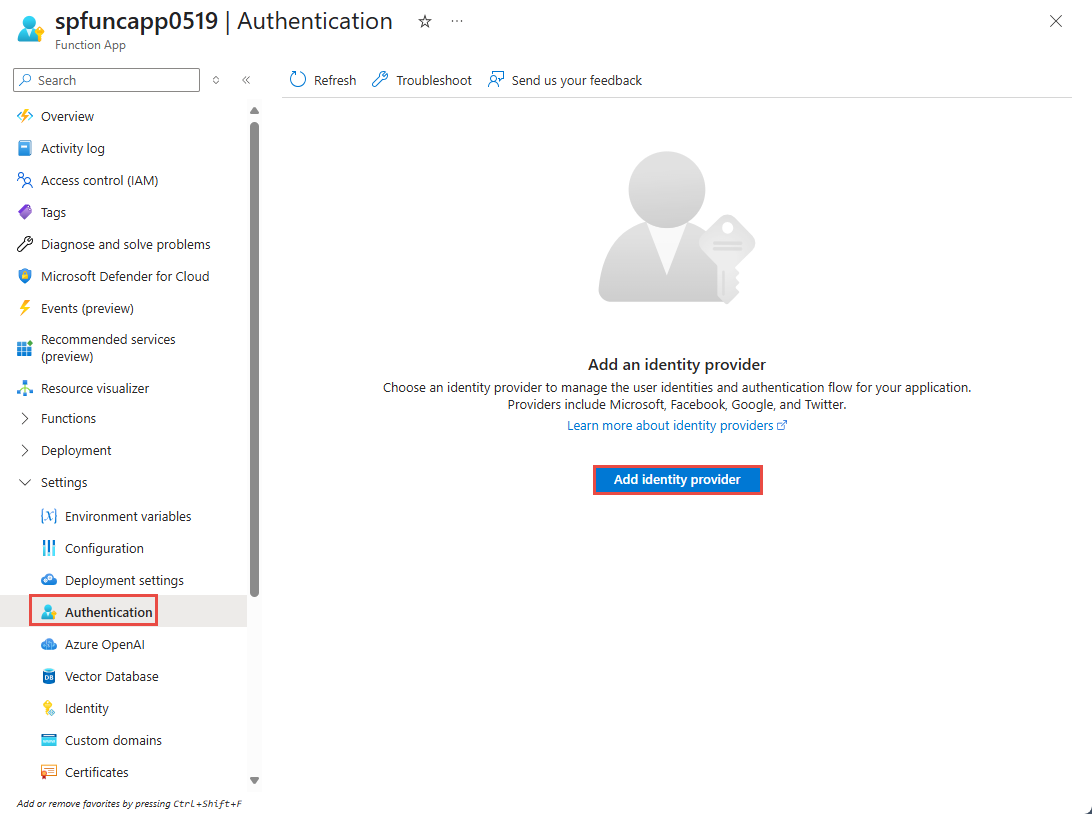 spfuncapp0519 | Authentication ☆ ···
Function App
Search
Refresh Troubleshoot Send us your feedback
Overview
Activity log
Access control (IAM)
Tags
Diagnose and solve problems
Microsoft Defender for Cloud
Events (preview)
Recommended services
(preview)
Resource visualizer
Functions
Deployment
Settings
Environment variables
Configuration
Deployment settings
Authentication
Azure OpenAI
Vector Database
Identity
Custom domains
Certificates
Add or remove favorites by pressing Ctrl+Shift+F
Add an identity provider
Choose an identity provider to manage the user identities and authentication flow for your application.
Providers include Microsoft, Facebook, Google, and Twitter.
Learn more about identity providers
Add identity provider